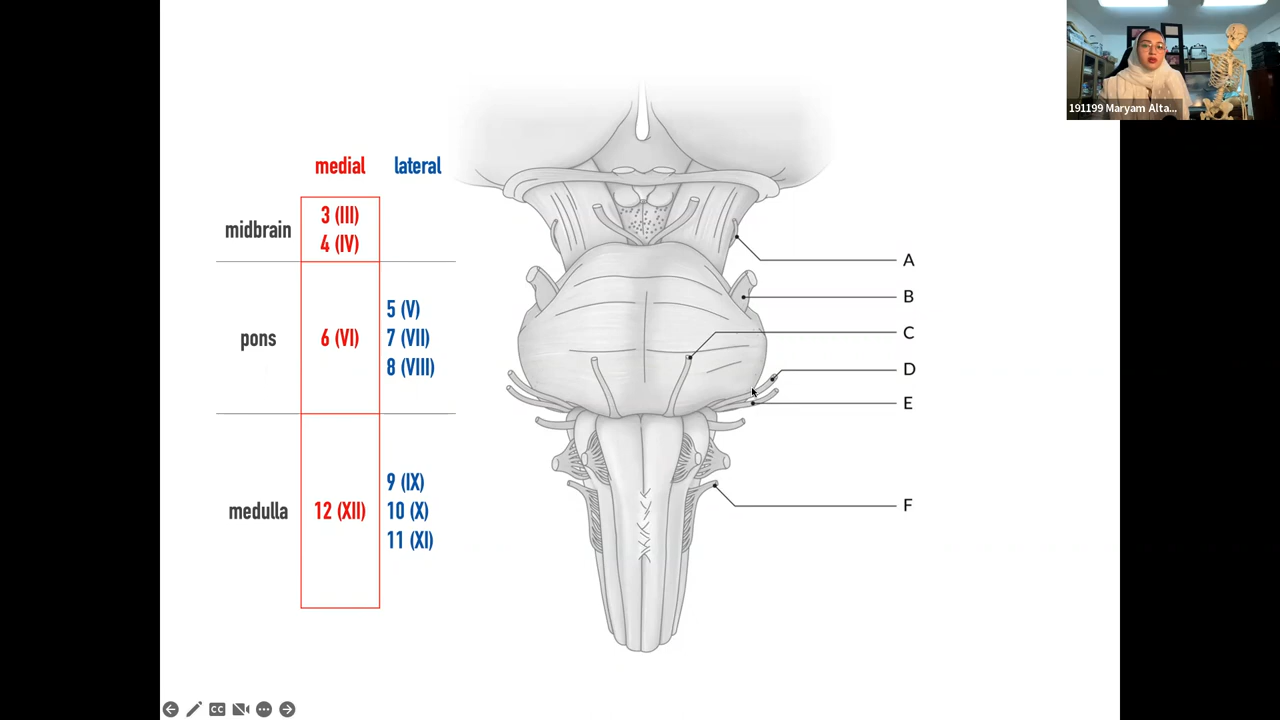 191199 Maryam Alta...
medial lateral
midbrain
3 (III)
4 (IV)
pons
6 (VI)
5 (V)
7 (VII)
8 (VIII)
medulla
12 (XII)
9 (IX)
10 (X)
11 (XI)
A
B
C
D
E
F
CC